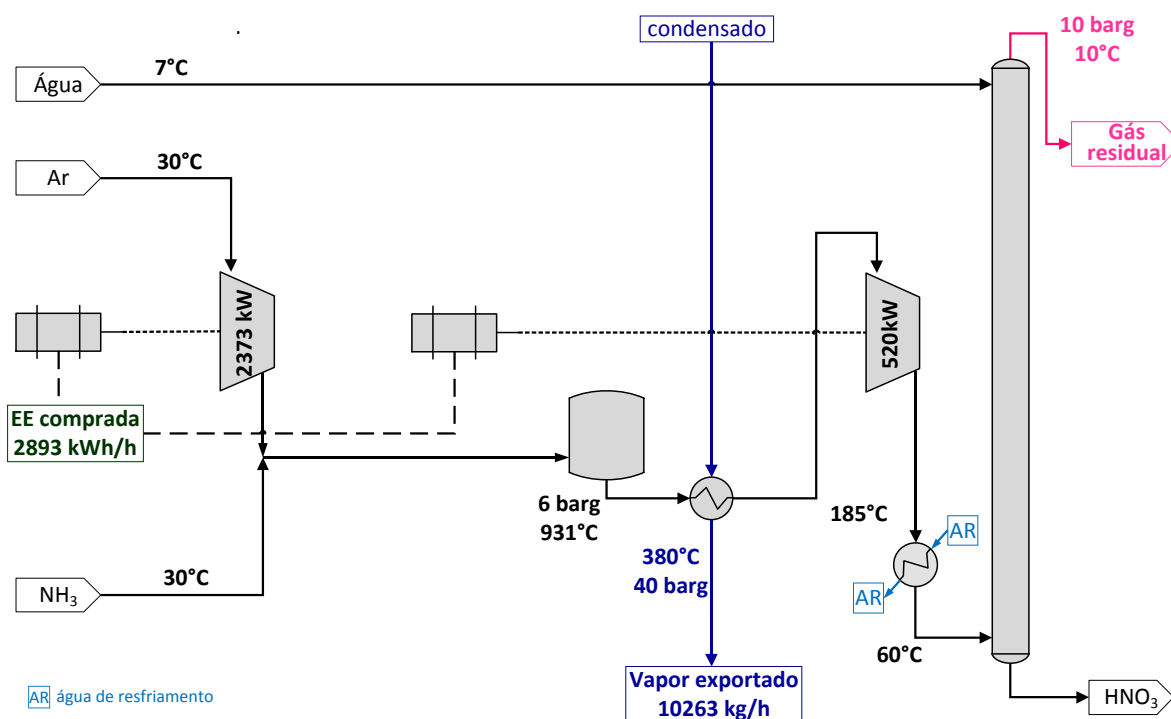 condensado
10 barg
10°C
7°C
Água
Gás
residual
30°C
Ar
2373 kW
520kW
EE comprada
2893 kWh/h
6 barg
931°C
185°C
AR
380°C
40 barg
AR
30°C
NH₃
60°C
Vapor exportado
10263 kg/h
AR água de resfriamento
HNO₃